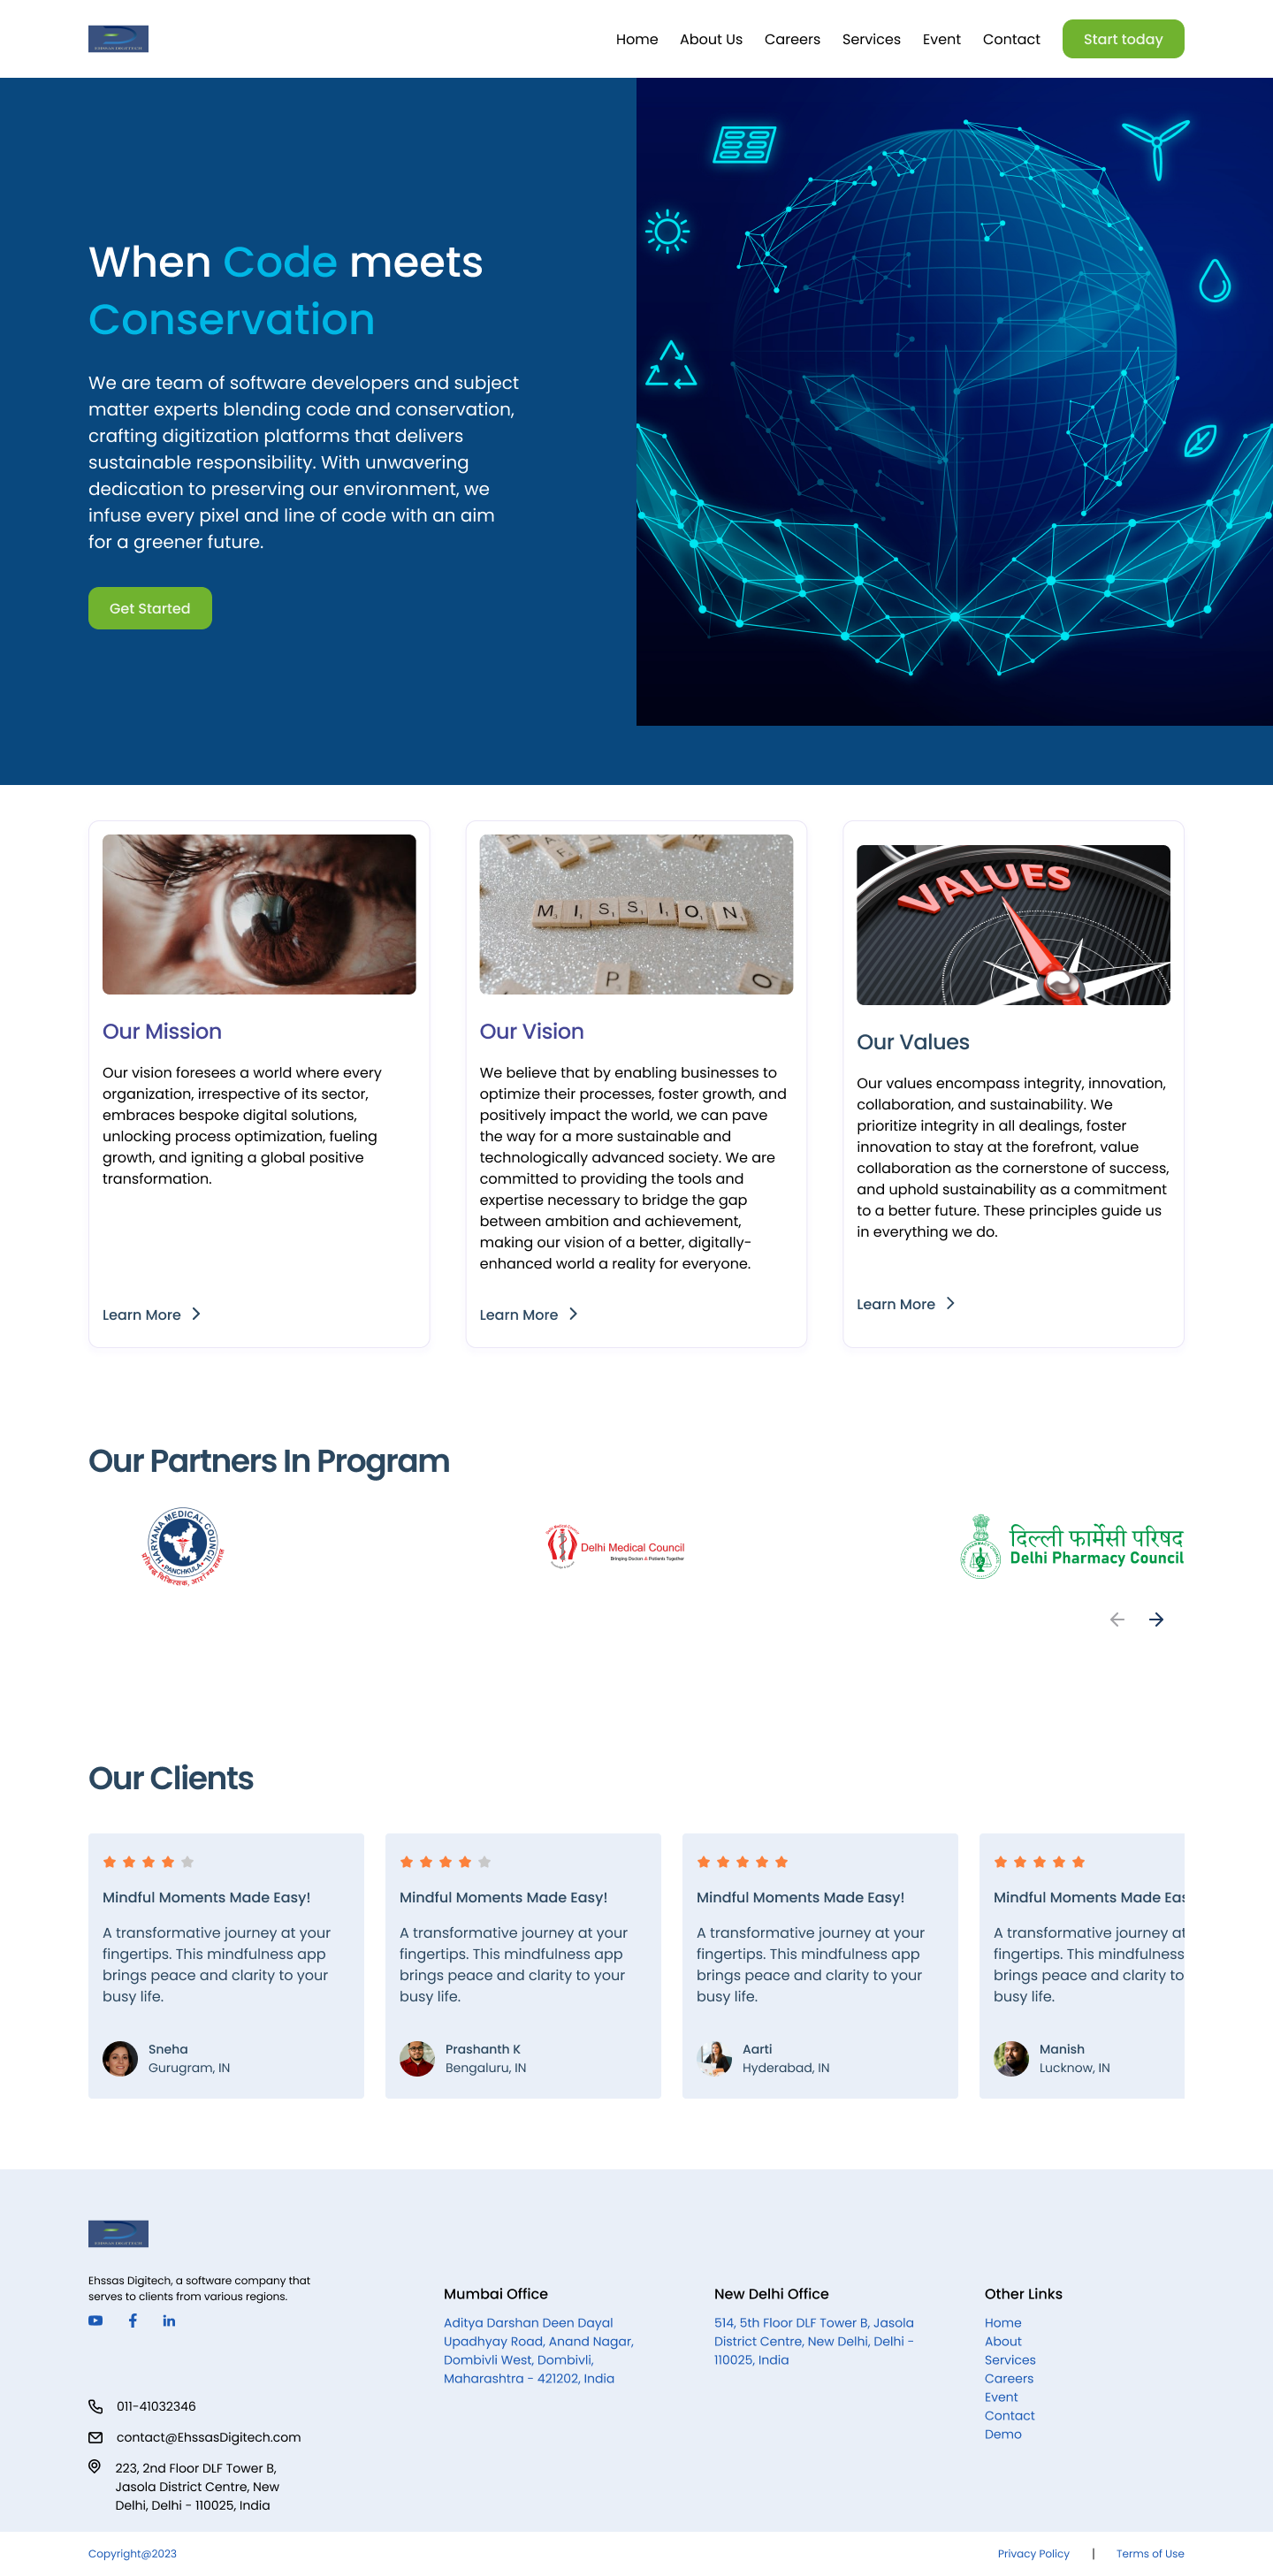 EHSSAS DIGITECH
Home About Us Careers Services Event Contact Start today
When Code meets
Conservation
We are team of software developers and subject
matter experts blending code and conservation,
crafting digitization platforms that delivers
sustainable responsibility. With unwavering
dedication to preserving our environment, we
infuse every pixel and line of code with an aim
for a greener future.
Get Started
Our Mission
Our vision foresees a world where every
organization, irrespective of its sector,
embraces bespoke digital solutions,
unlocking process optimization, fueling
growth, and igniting a global positive
transformation.
Learn More
MISSION
P
O
Our Vision
We believe that by enabling businesses to
optimize their processes, foster growth, and
positively impact the world, we can pave
the way for a more sustainable and
technologically advanced society. We are
committed to providing the tools and
expertise necessary to bridge the gap
between ambition and achievement,
making our vision of a better, digitally-
enhanced world a reality for everyone.
Learn More
VALUES
Our Values
Our values encompass integrity, innovation,
collaboration, and sustainability. We
prioritize integrity in all dealings, foster
innovation to stay at the forefront, value
collaboration as the cornerstone of success,
and uphold sustainability as a commitment
to a better future. These principles guide us
in everything we do.
Learn More
Our Partners In Program
HARYANA MEDICAL COUNCIL
PANCHKULA
Delhi Medical Council
Bringing Doctors & Patients Together
दिल्ली फार्मेसी परिषद
Delhi Pharmacy Council
Our Clients
Mindful Moments Made Easy!
A transformative journey at your
fingertips. This mindfulness app
brings peace and clarity to your
busy life.
Sneha
Gurugram, IN
Mindful Moments Made Easy!
A transformative journey at your
fingertips. This mindfulness app
brings peace and clarity to your
busy life.
Prashanth K
Bengaluru, IN
Mindful Moments Made Easy!
A transformative journey at your
fingertips. This mindfulness app
brings peace and clarity to your
busy life.
Aarti
Hyderabad, IN
Mindful Moments Made Eas
A transformative journey at
fingertips. This mindfulness
brings peace and clarity to
busy life.
Manish
Lucknow, IN
EHSSAS DIGITECH
Ehssas Digitech, a software company that
serves to clients from various regions.
011-41032346
contact@EhssasDigitech.com
223, 2nd Floor DLF Tower B,
Jasola District Centre, New
Delhi, Delhi - 110025, India
Mumbai Office
Aditya Darshan Deen Dayal
Upadhyay Road, Anand Nagar,
Dombivli West, Dombivli,
Maharashtra - 421202, India
New Delhi Office
514, 5th Floor DLF Tower B, Jasola
District Centre, New Delhi, Delhi -
110025, India
Other Links
Home
About
Services
Careers
Event
Contact
Demo
Copyright@2023
Privacy Policy | Terms of Use